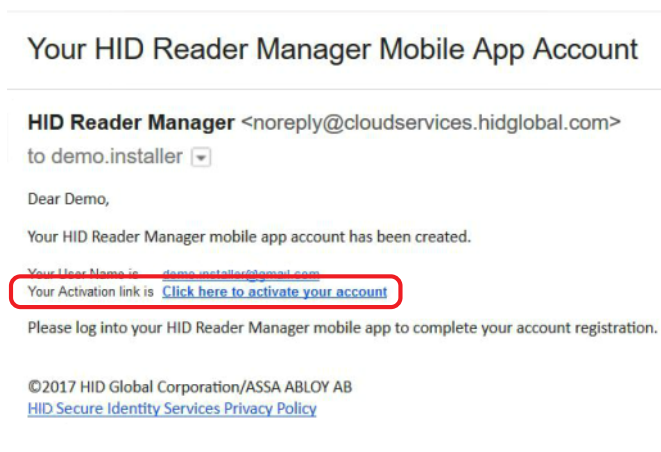 Your HID Reader Manager Mobile App Account
HID Reader Manager <noreply@cloudservices.hidglobal.com>
to demo.installer
Dear Demo,
Your HID Reader Manager mobile app account has been created.
Your User Name is demo.installer@gmail.com
Your Activation link is Click here to activate your account
Please log into your HID Reader Manager mobile app to complete your account registration.
©2017 HID Global Corporation/ASSA ABLOY AB
HID Secure Identity Services Privacy Policy